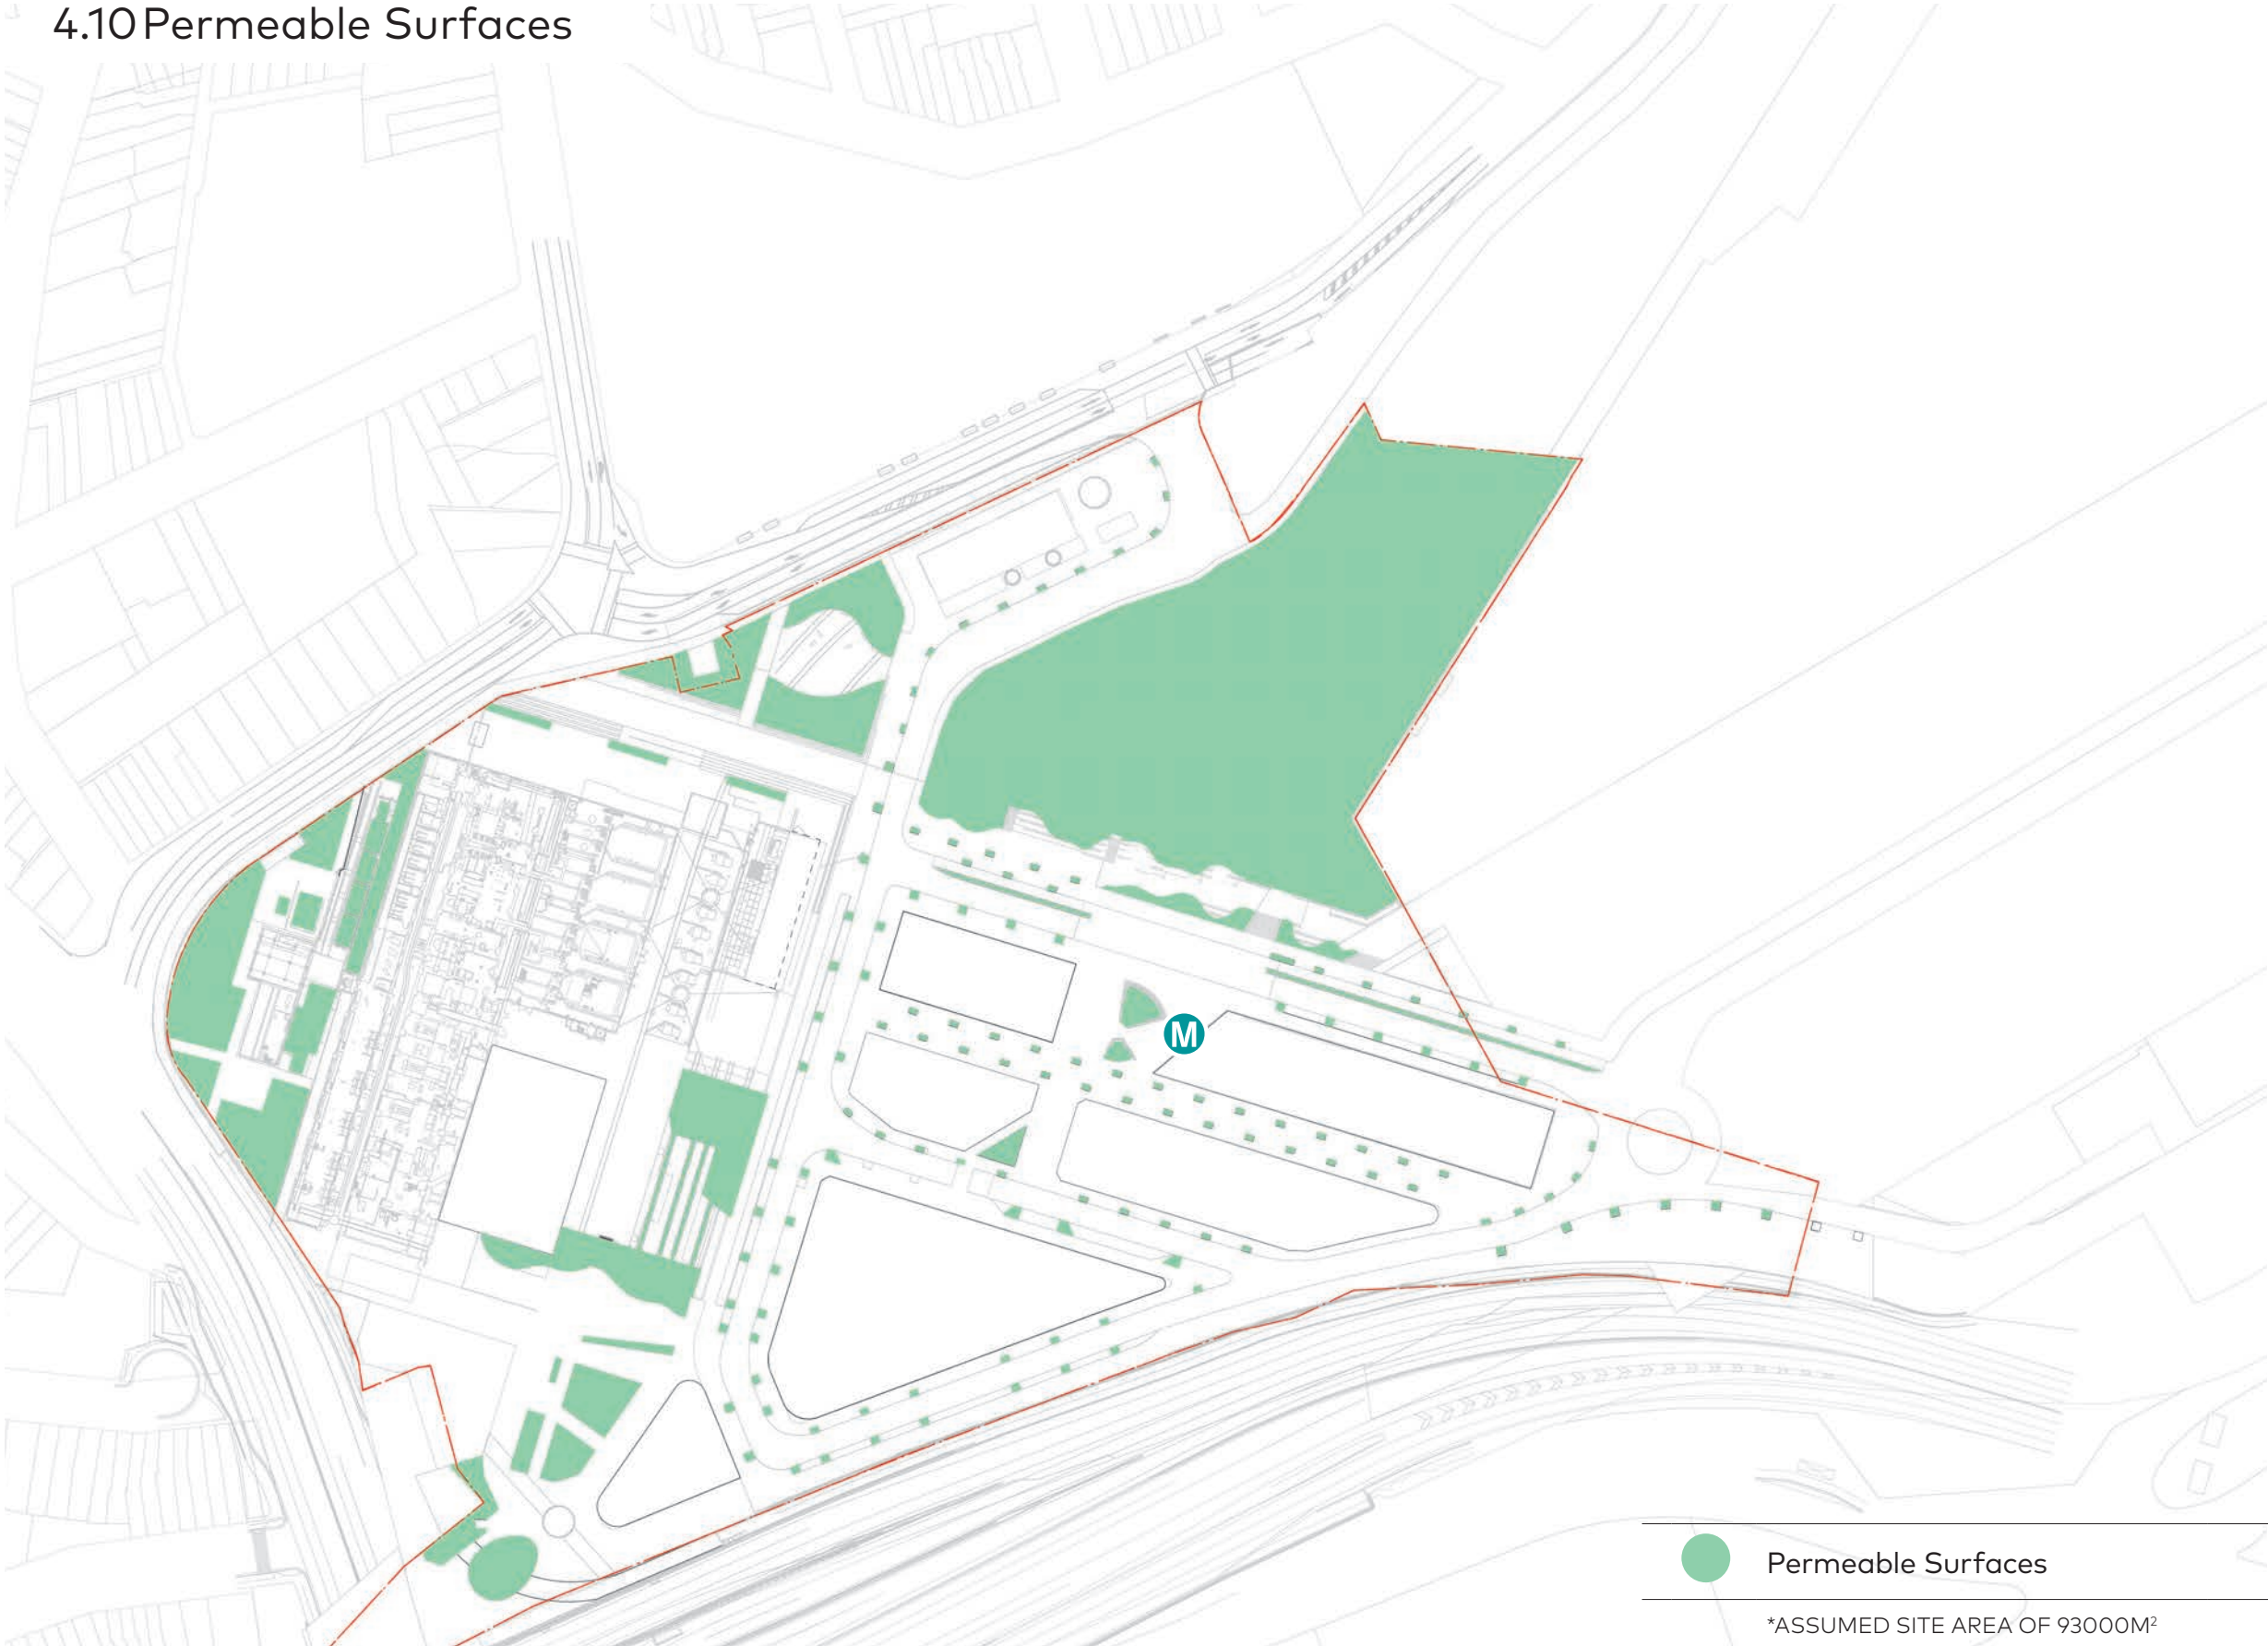 4.10 Permeable Surfaces
M
Permeable Surfaces
*ASSUMED SITE AREA OF 93000M²